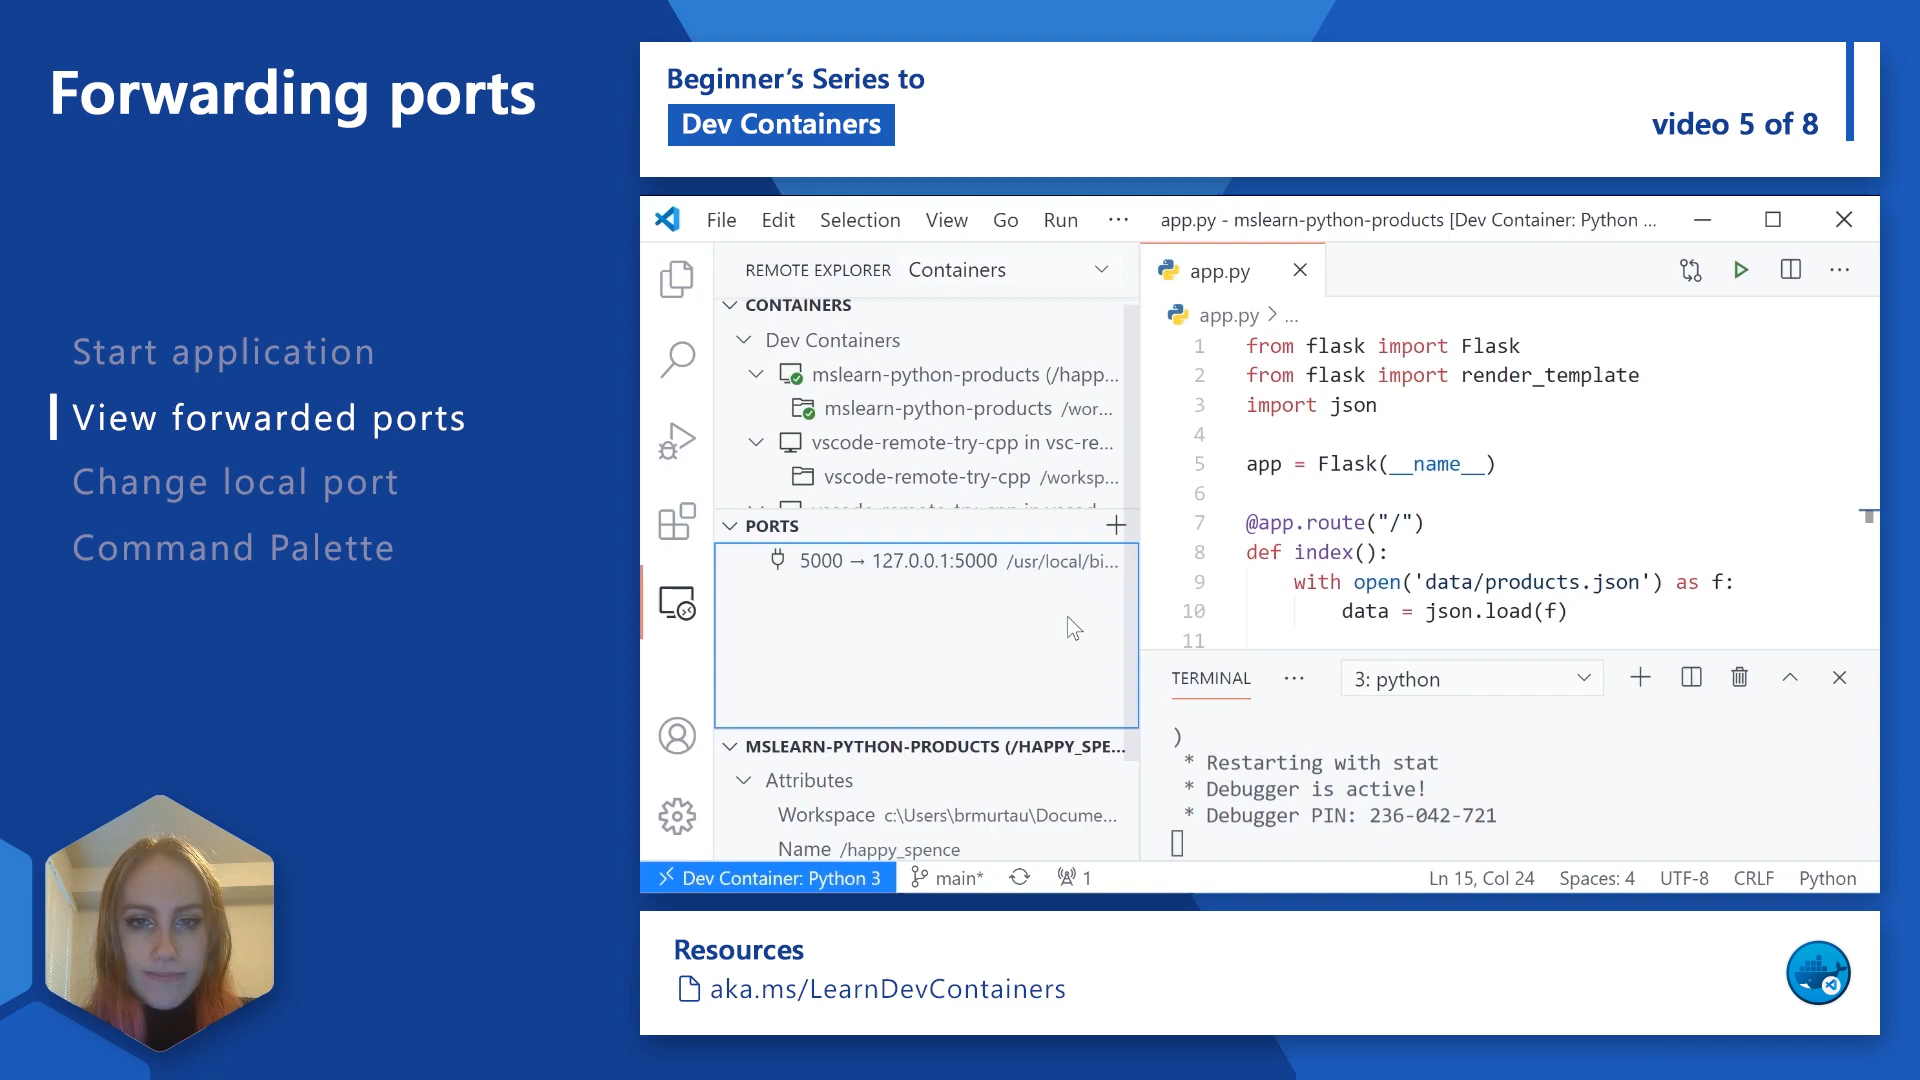 Forwarding ports
Start application
View forwarded ports
Change local port
Command Palette
Beginner’s Series to
Dev Containers
video 5 of 8
File Edit Selection View Go Run ··· app.py - mslearn-python-products [Dev Container: Python ...
REMOTE EXPLORER Containers
CONTAINERS
Dev Containers
mslearn-python-products (/happ...
mslearn-python-products /wor...
vscode-remote-try-cpp in vsc-re...
vscode-remote-try-cpp /worksp...
PORTS
5000 → 127.0.0.1:5000 /usr/local/bi...
MSLEARN-PYTHON-PRODUCTS (/HAPPY_SPE...
Attributes
Workspace c:\Users\brmurtau\Docume...
Name /happy_spence
app.py
app.py > ...
1 from flask import Flask
2 from flask import render_template
3 import json
4
5 app = Flask(__name__)
6
7 @app.route("/")
8 def index():
9 with open('data/products.json') as f:
10 data = json.load(f)
11
TERMINAL ··· 3: python
)
* Restarting with stat
* Debugger is active!
* Debugger PIN: 236-042-721
Dev Container: Python 3 main* 1 Ln 15, Col 24 Spaces: 4 UTF-8 CRLF Python
Resources
aka.ms/LearnDevContainers